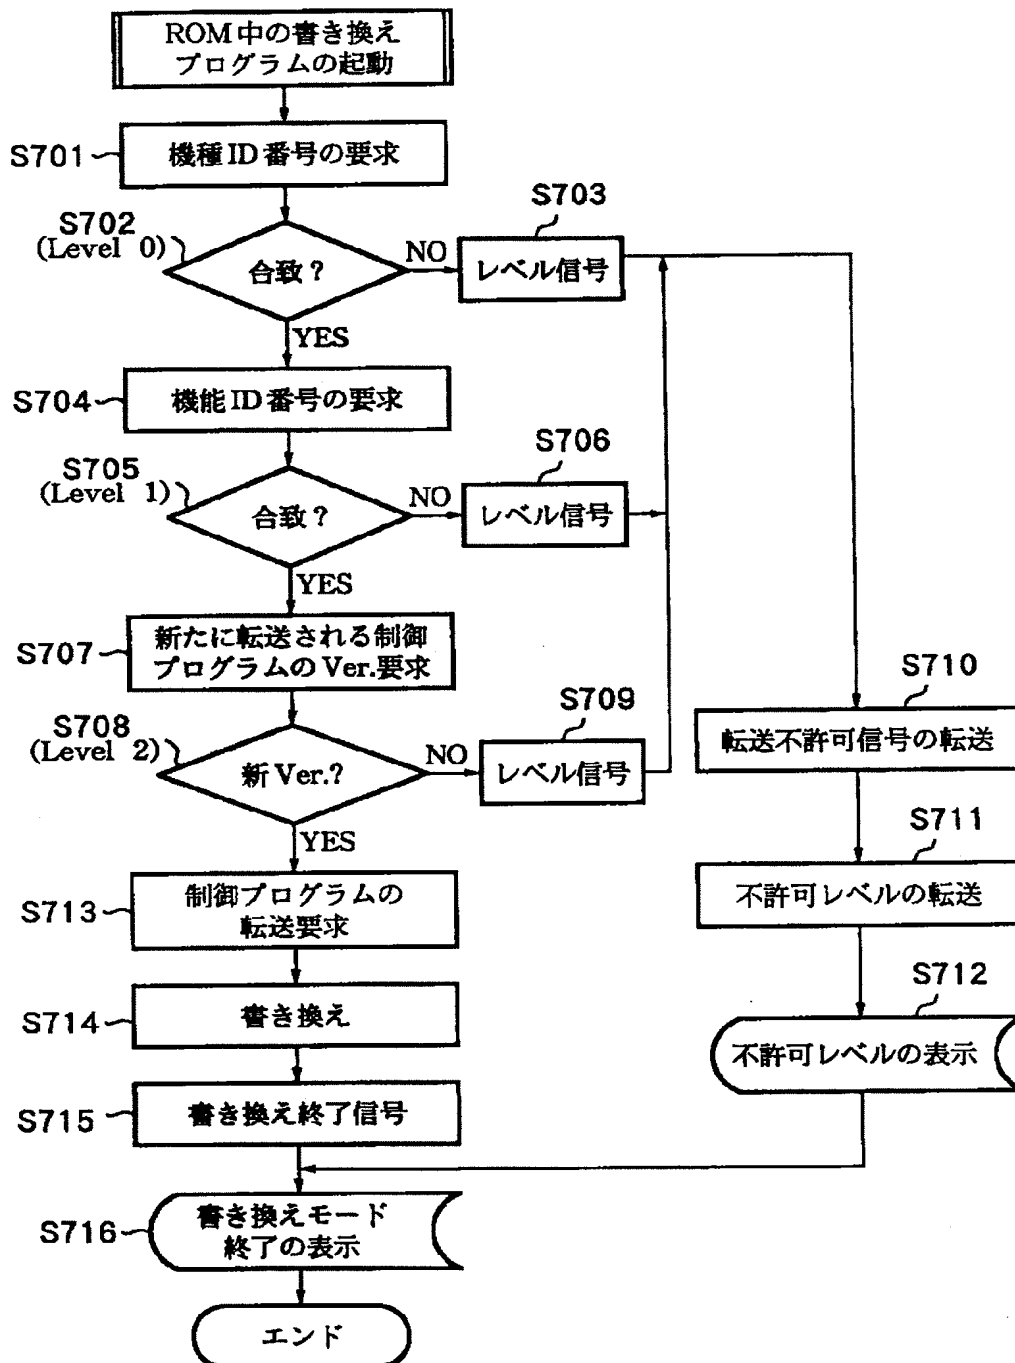 ROM中の書き換え
プログラムの起動
S701
機種ID番号の要求
S702
(Level 0)
合致?
NO
S703
レベル信号
YES
S704
機能ID番号の要求
S705
(Level 1)
合致?
NO
S706
レベル信号
YES
S707
新たに転送される制御
プログラムのVer.要求
S708
(Level 2)
新Ver.?
NO
S709
レベル信号
YES
S710
転送不許可信号の転送
S711
不許可レベルの転送
S712
不許可レベルの表示
S713
制御プログラムの
転送要求
S714
書き換え
S715
書き換え終了信号
S716
書き換えモード
終了の表示
エンド